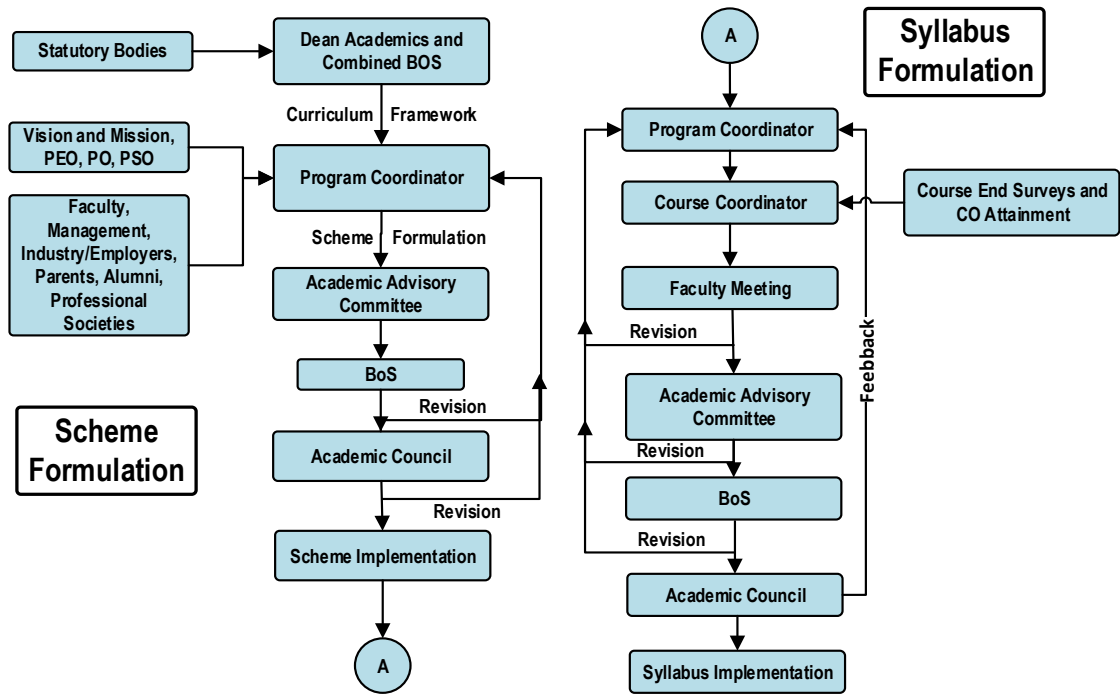 Statutory Bodies
Dean Academics and
Combined BOS
Curriculum Framework
Vision and Mission,
PEO, PO, PSO
Program Coordinator
Faculty,
Management,
Industry/Employers,
Parents, Alumni,
Professional
Societies
Scheme Formulation
Academic Advisory
Committee
BoS
Revision
Scheme
Formulation
Academic Council
Revision
Scheme Implementation
A
A
Syllabus
Formulation
Program Coordinator
Course Coordinator
Course End Surveys and
CO Attainment
Faculty Meeting
Revision
Feebback
Academic Advisory
Committee
Revision
BoS
Revision
Academic Council
Syllabus Implementation